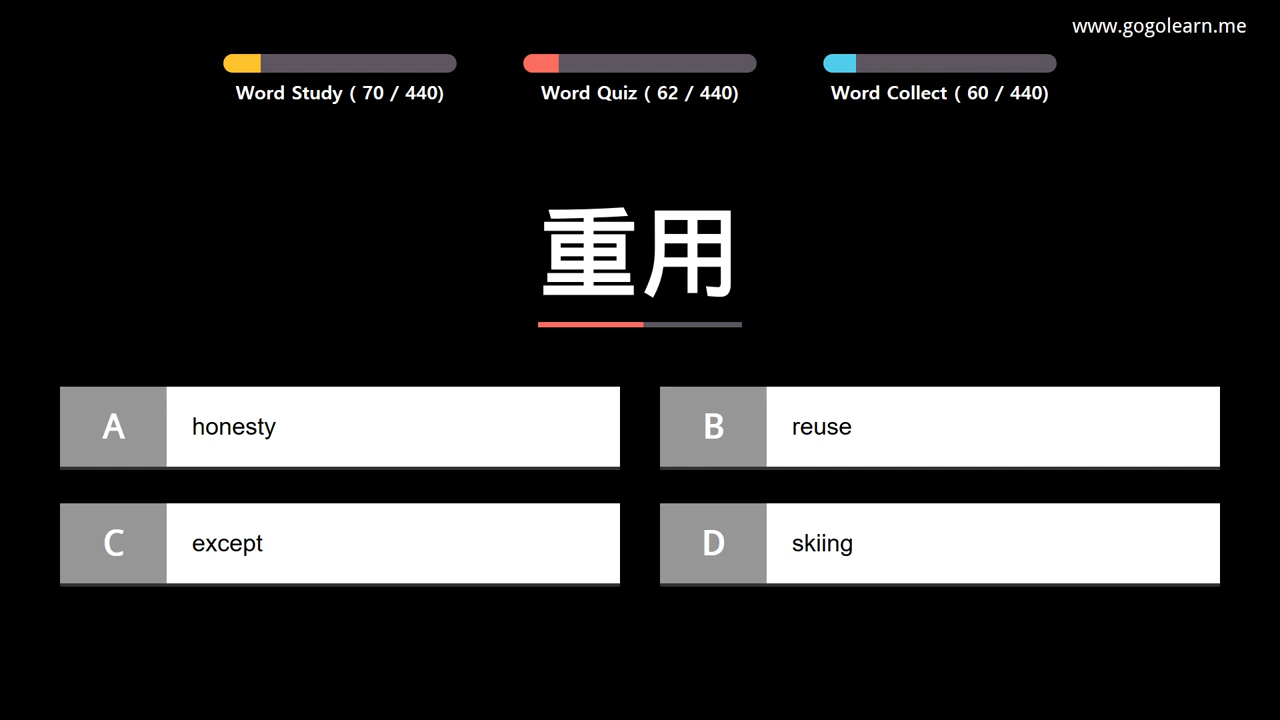 www.gogolearn.me
Word Study ( 70 / 440)
Word Quiz ( 62 / 440)
Word Collect ( 60 / 440)
重用
A honesty
B reuse
C except
D skiing